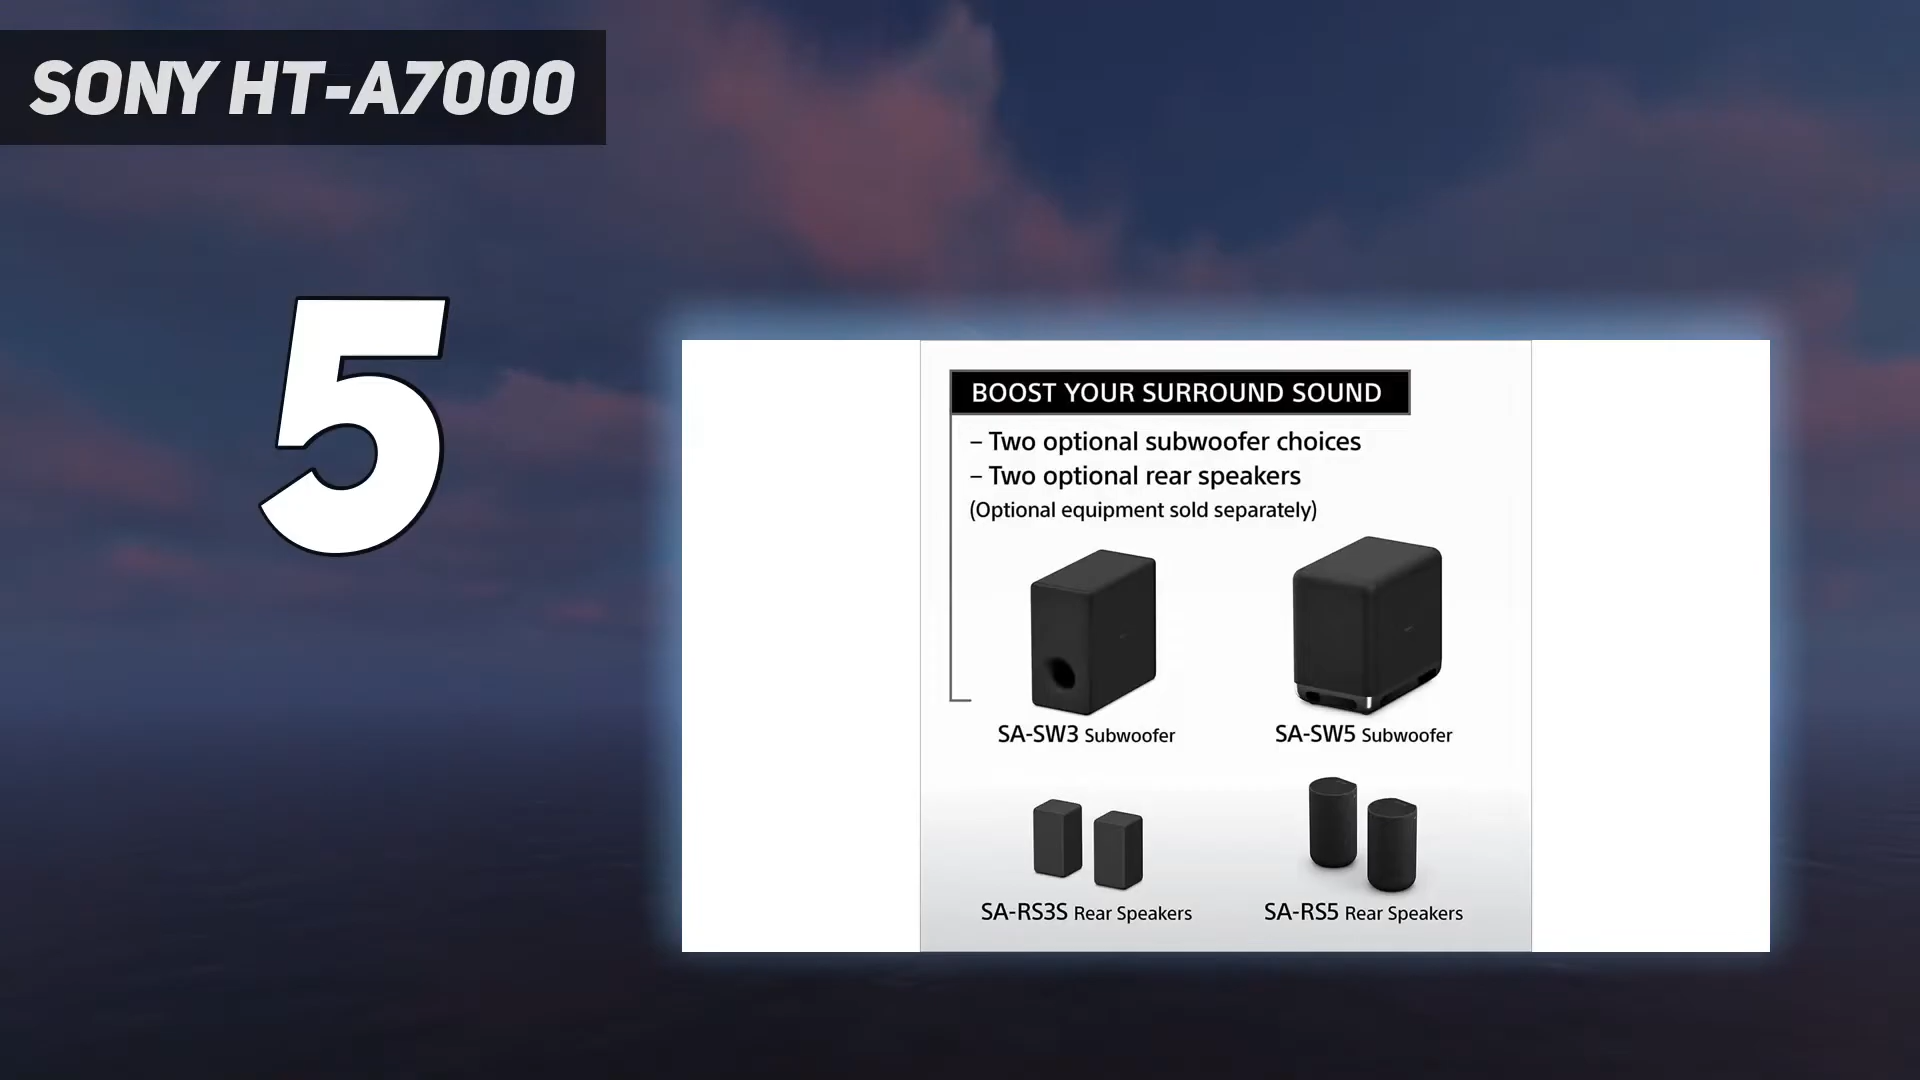 SONY HT-A7000
5
BOOST YOUR SURROUND SOUND
– Two optional subwoofer choices
– Two optional rear speakers
(Optional equipment sold separately)
SA-SW3 Subwoofer
SA-SW5 Subwoofer
SA-RS3S Rear Speakers
SA-RS5 Rear Speakers